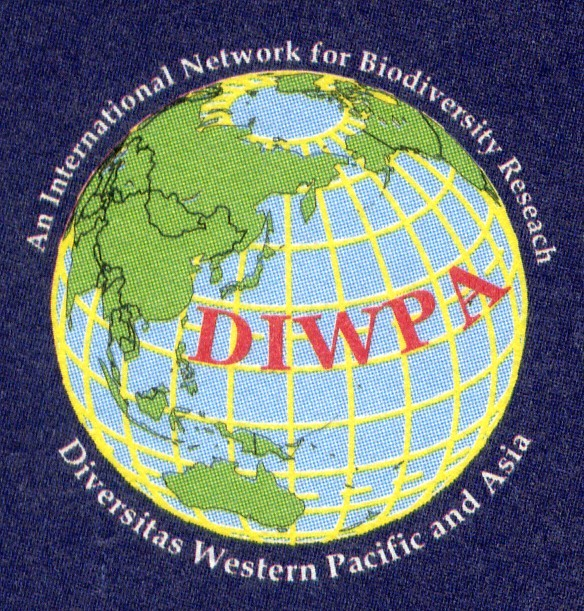 An International Network for Biodiversity Reseach
DIWPA
Diversitas Western Pacific and Asia